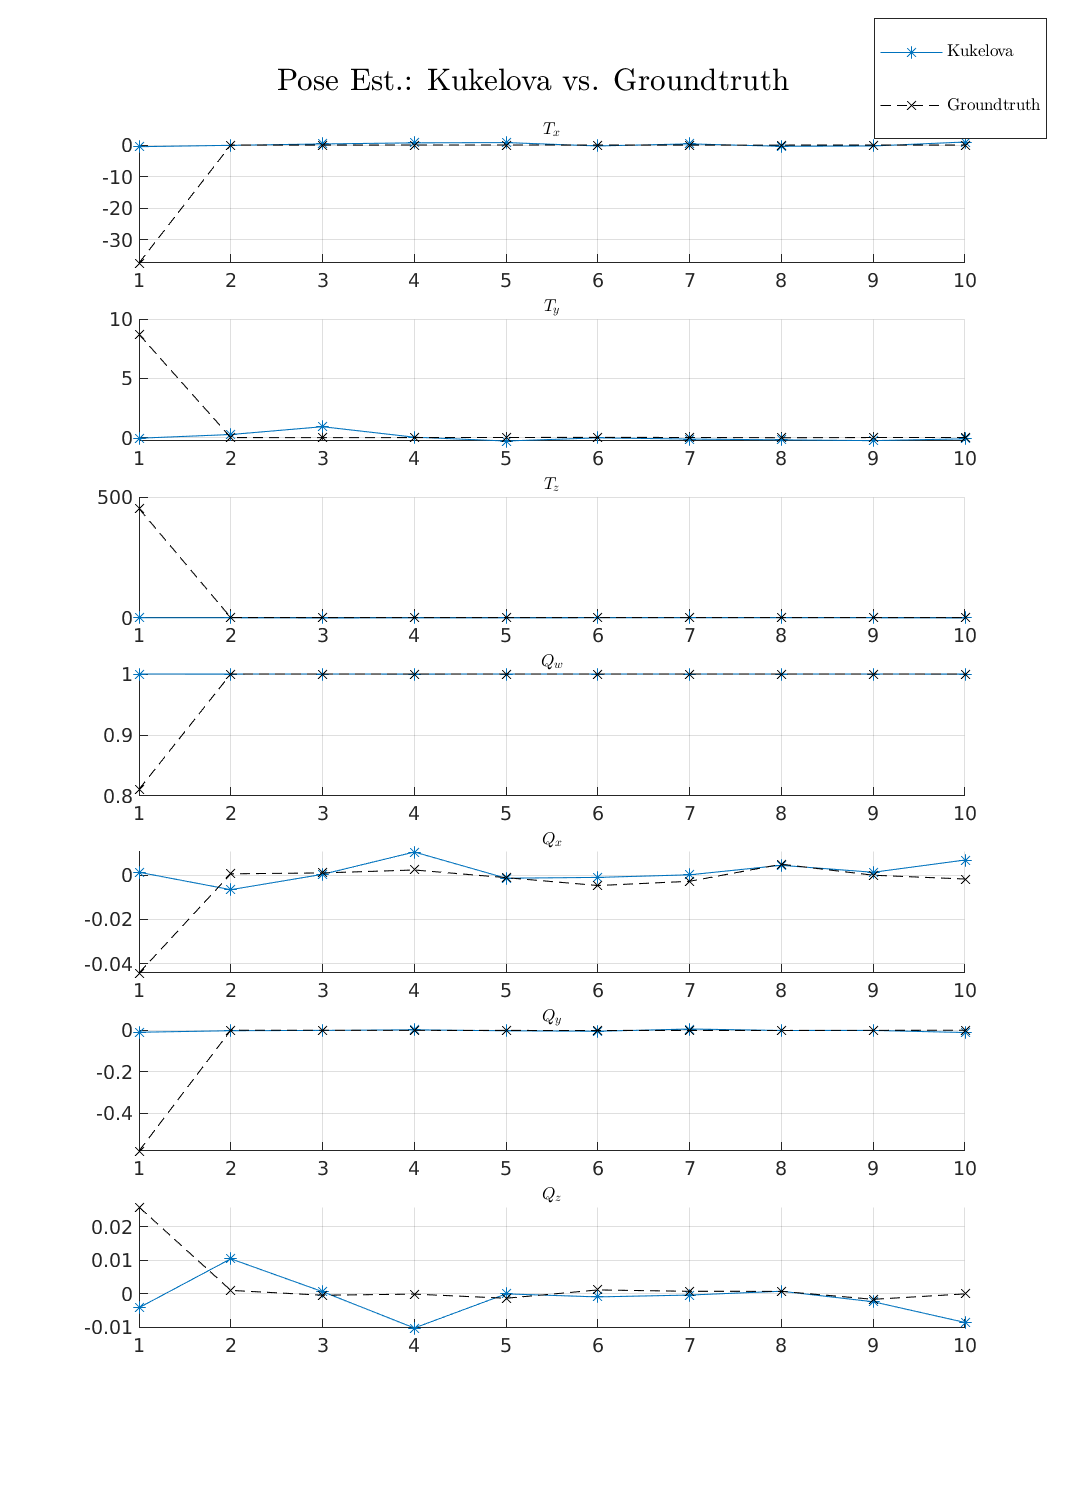 Kukelova
Groundtruth
Pose Est.: Kukelova vs. Groundtruth
T_x
0
-10
-20
-30
1 2 3 4 5 6 7 8 9 10
T_y
10
5
0
1 2 3 4 5 6 7 8 9 10
T_z
500
0
1 2 3 4 5 6 7 8 9 10
Q_w
1
0.9
0.8
1 2 3 4 5 6 7 8 9 10
Q_x
0
-0.02
-0.04
1 2 3 4 5 6 7 8 9 10
Q_y
0
-0.2
-0.4
1 2 3 4 5 6 7 8 9 10
Q_z
0.02
0.01
0
-0.01
1 2 3 4 5 6 7 8 9 10